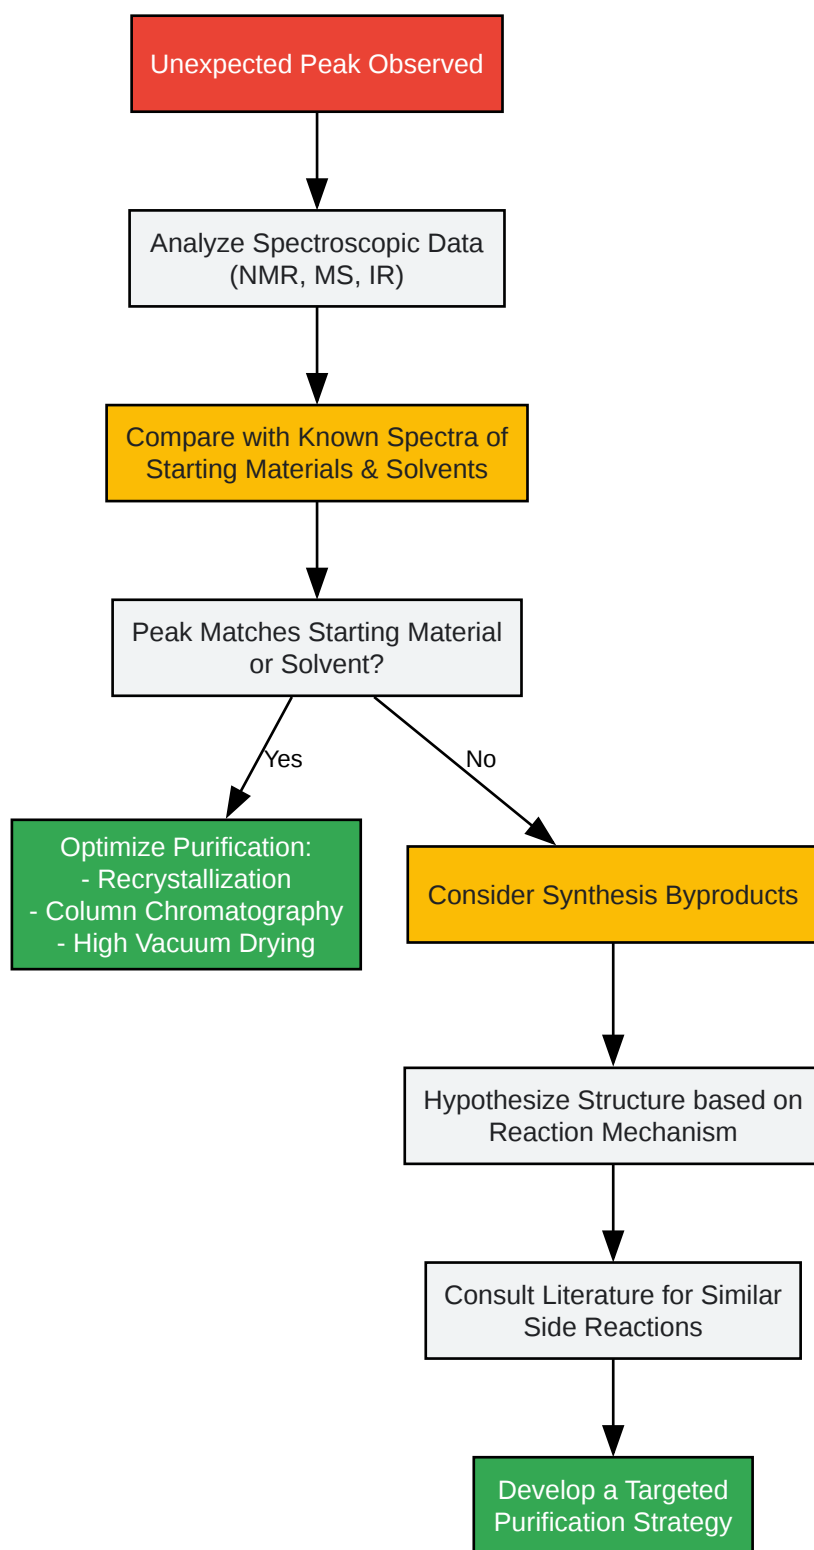 Unexpected Peak Observed
Analyze Spectroscopic Data
(NMR, MS, IR)
Compare with Known Spectra of
Starting Materials & Solvents
Peak Matches Starting Material
or Solvent?
Yes
No
Optimize Purification:
- Recrystallization
- Column Chromatography
- High Vacuum Drying
Consider Synthesis Byproducts
Hypothesize Structure based on
Reaction Mechanism
Consult Literature for Similar
Side Reactions
Develop a Targeted
Purification Strategy